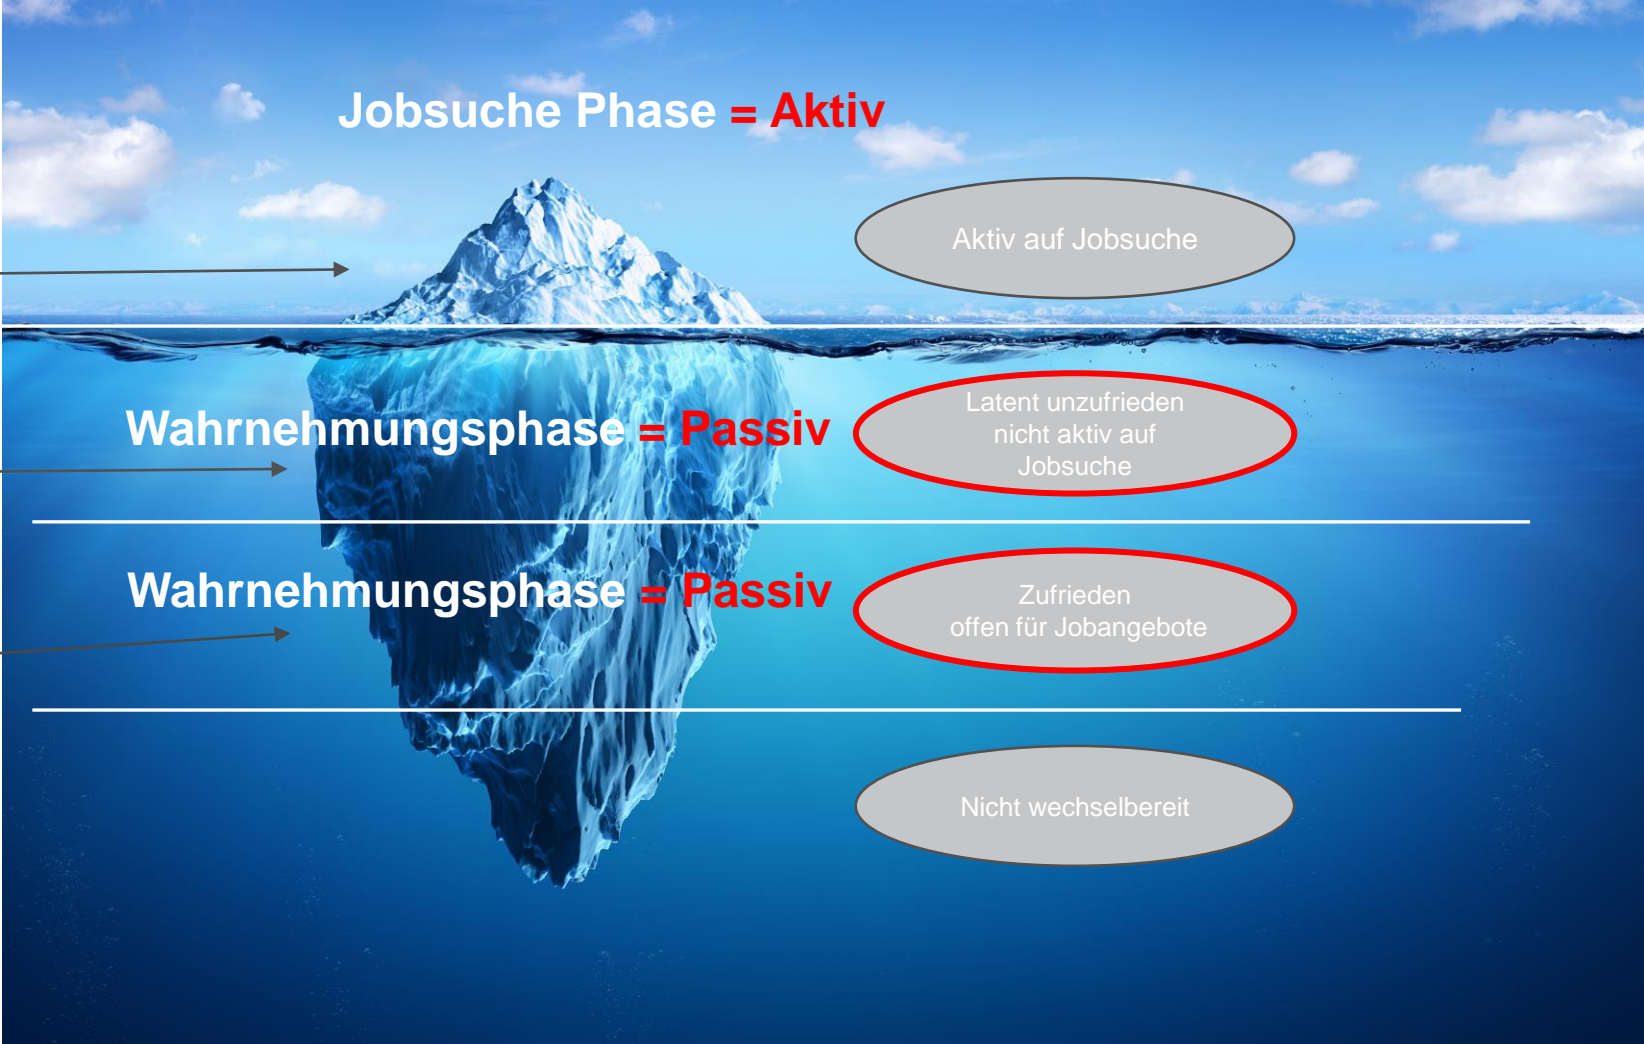 Jobsuche Phase = Aktiv
Aktiv auf Jobsuche
Wahrnehmungsphase = Passiv
Latent unzufrieden
nicht aktiv auf
Jobsuche
Wahrnehmungsphase = Passiv
Zufrieden
offen für Jobangebote
Nicht wechselbereit